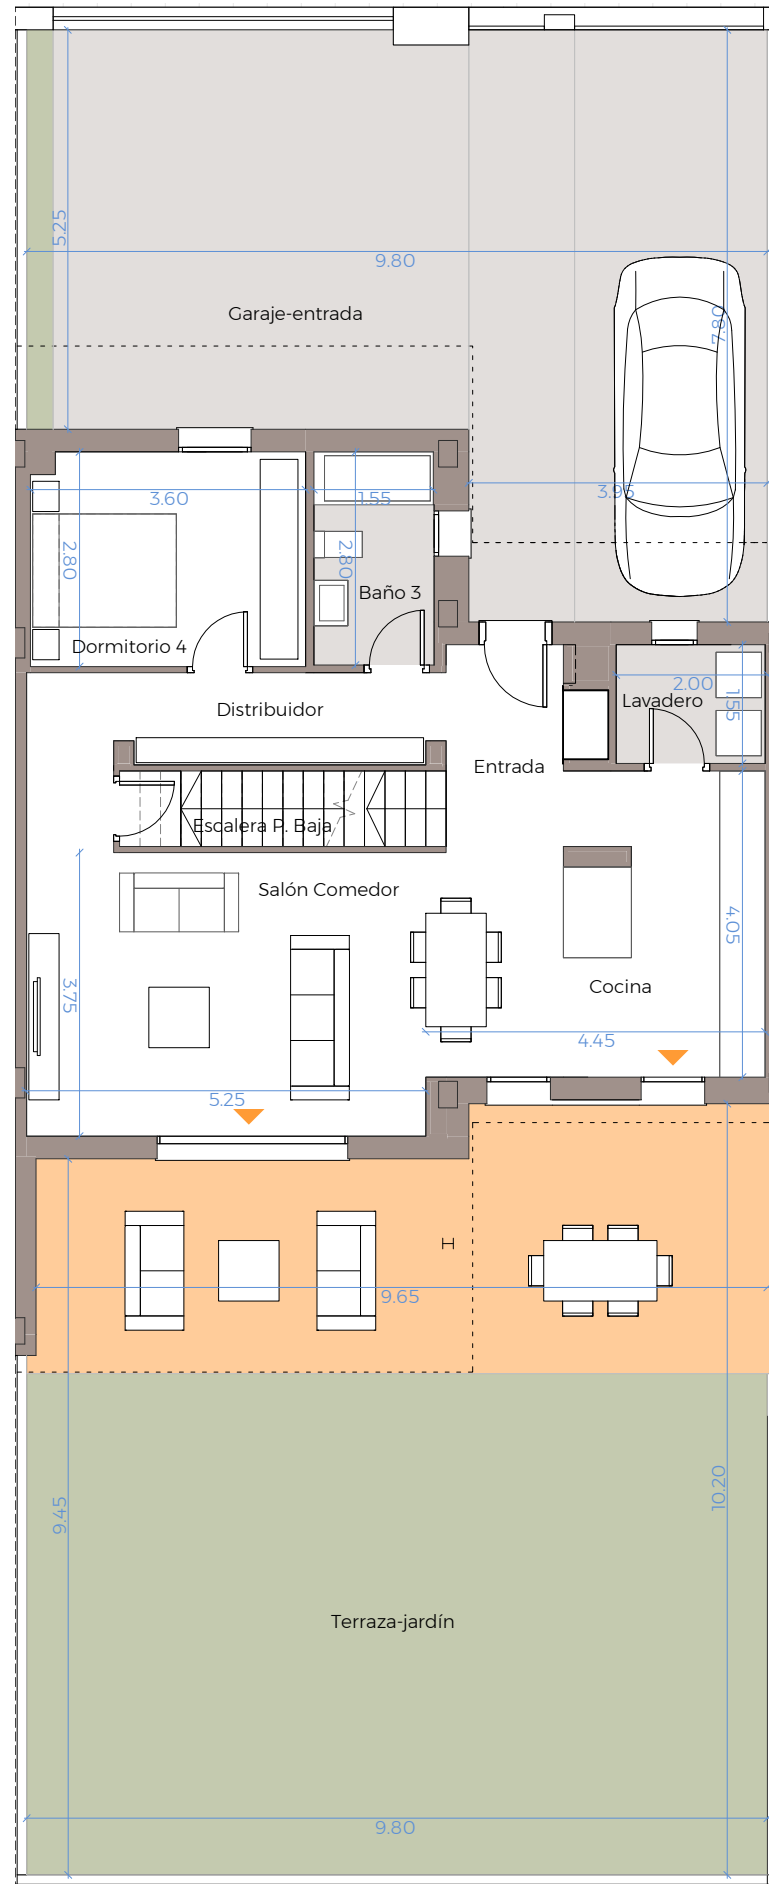 5.25
9.80
7.80
Garaje-entrada
3.60
1.55
3.95
2.80
2.80
Baño 3
Dormitorio 4
2.00
1.55
Lavadero
Distribuidor
Entrada
Escalera P. Baja
Salón Comedor
4.05
3.75
Cocina
4.45
5.25
H
9.65
9.45
10.20
Terraza-jardín
9.80